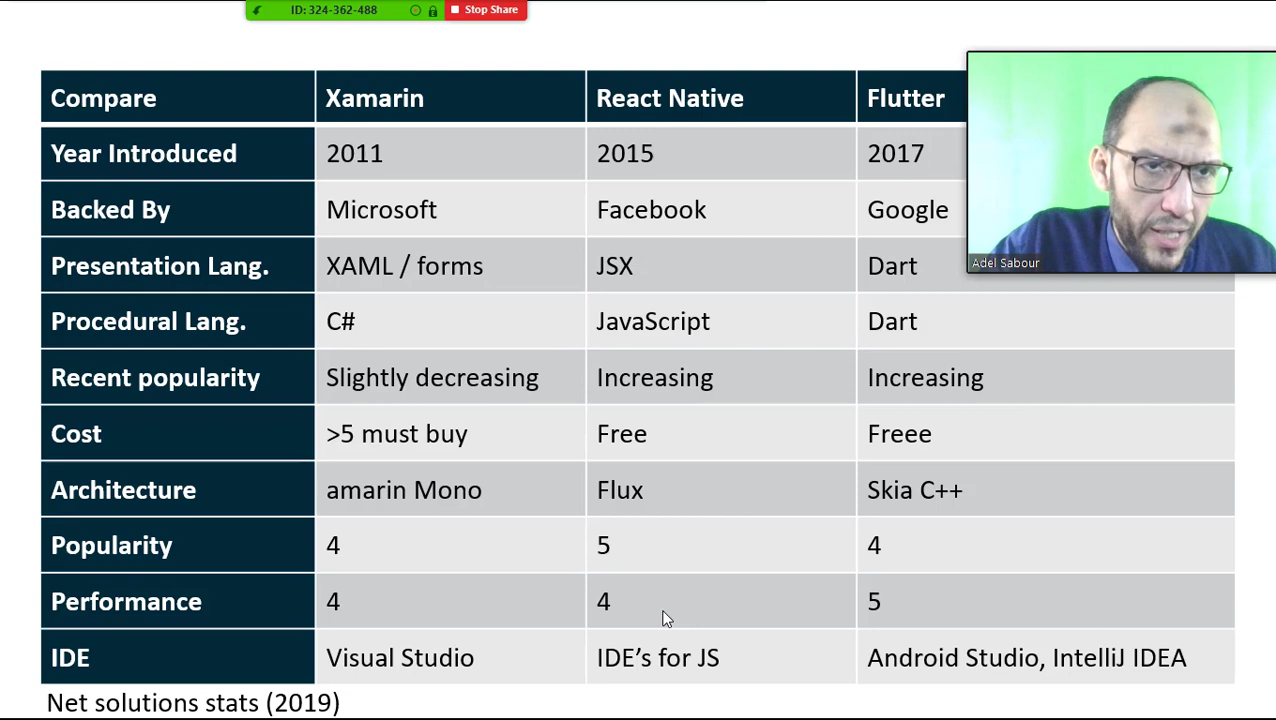 ID: 324-362-488 Stop Share
Compare Xamarin React Native Flutter
Year Introduced 2011 2015 2017
Backed By Microsoft Facebook Google
Adel Sabour
Presentation Lang. XAML / forms JSX Dart
Procedural Lang. C# JavaScript Dart
Recent popularity Slightly decreasing Increasing Increasing
Cost >5 must buy Free Freee
Architecture amarin Mono Flux Skia C++
Popularity 4 5 4
Performance 4 4 5
IDE Visual Studio IDE’s for JS Android Studio, IntelliJ IDEA
Net solutions stats (2019)